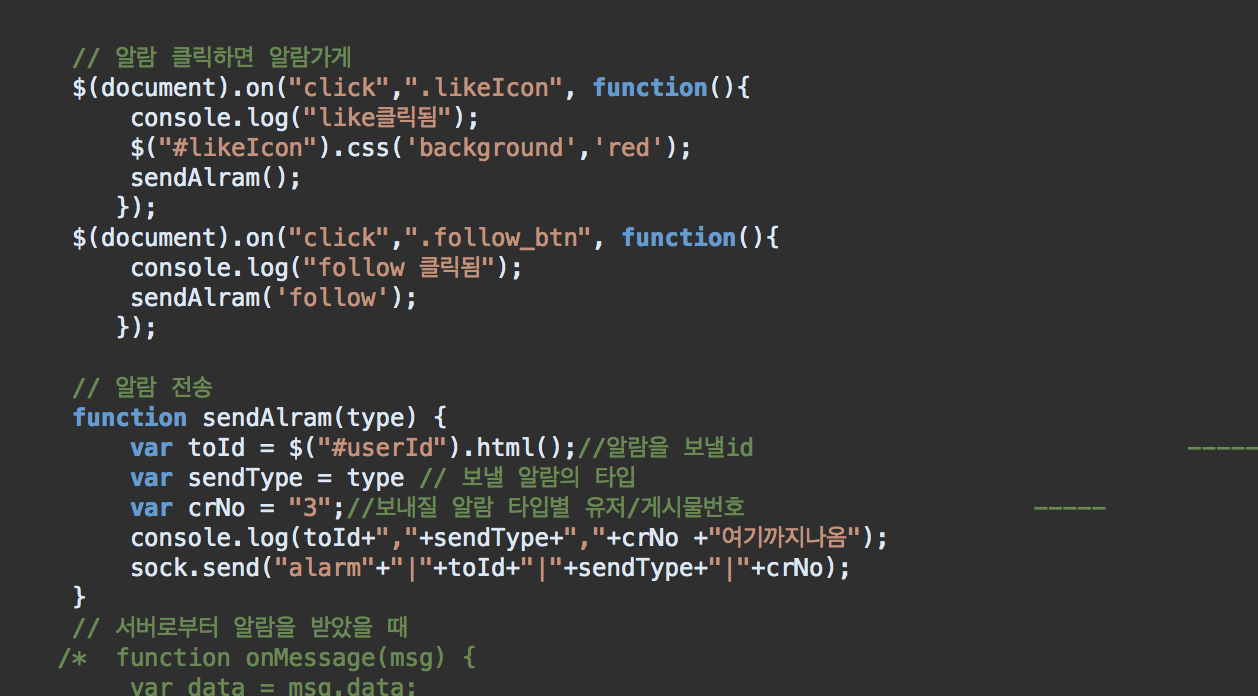 // 알람 클릭하면 알람가게
$(document).on("click",".likeIcon", function(){
console.log("like클릭됨");
$("#likeIcon").css('background','red');
sendAlram();
});
$(document).on("click",".follow_btn", function(){
console.log("follow 클릭됨");
sendAlram('follow');
});
// 알람 전송
function sendAlram(type) {
var toId = $("#userId").html();//알람을 보낼id -----
var sendType = type // 보낼 알람의 타입
var crNo = "3";//보내질 알람 타입별 유저/게시물번호 -----
console.log(toId+","+sendType+","+crNo +"여기까지나옴");
sock.send("alarm"+"|"+toId+"|"+sendType+"|"+crNo);
}
// 서버로부터 알람을 받았을 때
/* function onMessage(msg) {
var data = msg.data;